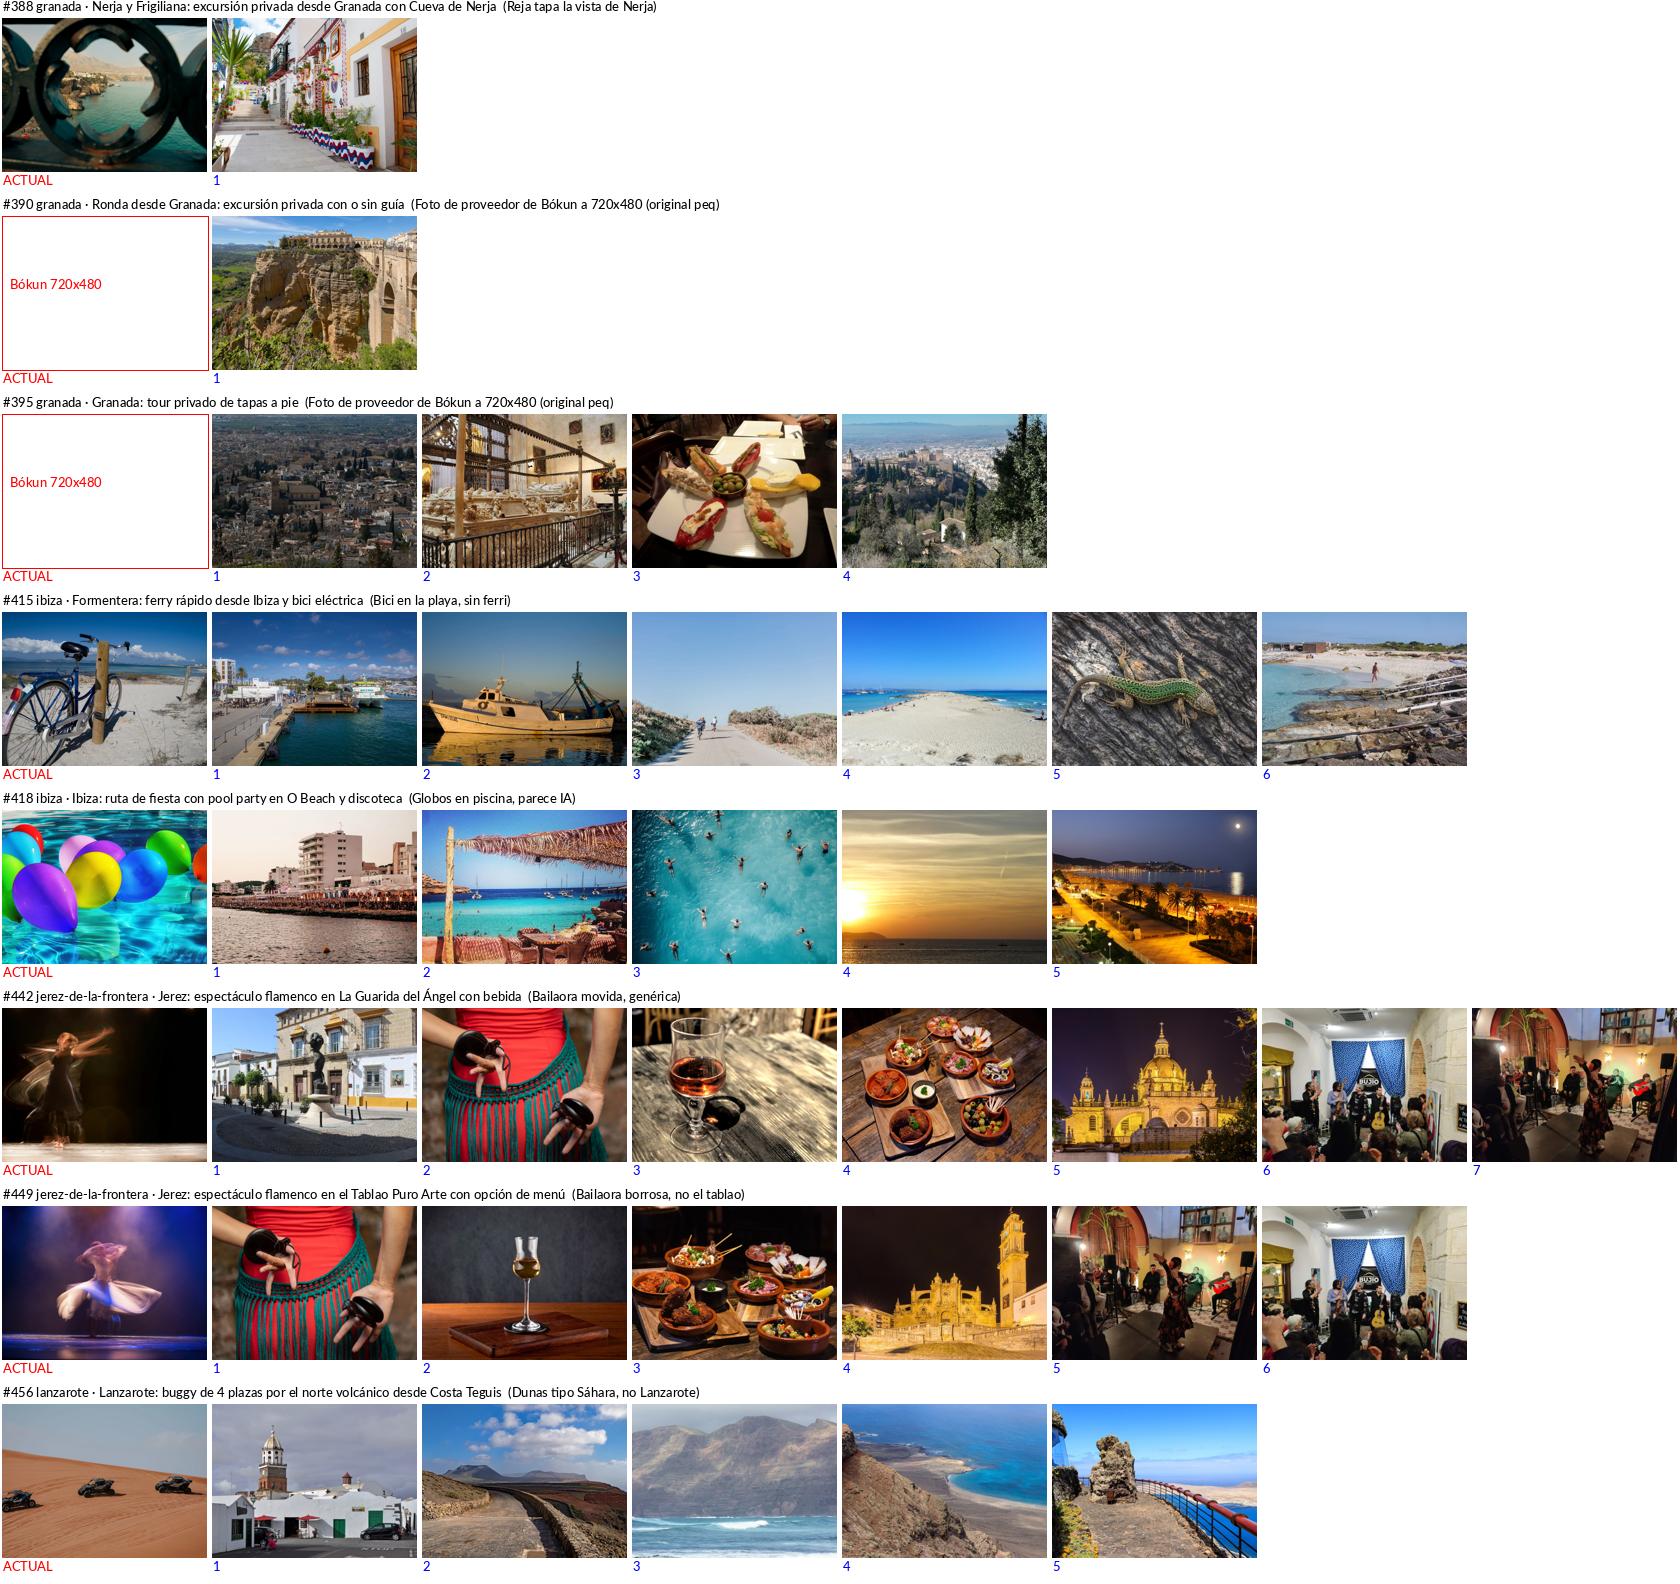 #388 granada · Nerja y Frigiliana: excursión privada desde Granada con Cueva de Nerja (Reja tapa la vista de Nerja)
ACTUAL 1
#390 granada · Ronda desde Granada: excursión privada con o sin guía (Foto de proveedor de Bókun a 720x480 (original peq)
Bókun 720x480
ACTUAL 1
#395 granada · Granada: tour privado de tapas a pie (Foto de proveedor de Bókun a 720x480 (original peq)
Bókun 720x480
ACTUAL 1 2 3 4
#415 ibiza · Formentera: ferry rápido desde Ibiza y bici eléctrica (Bici en la playa, sin ferri)
ACTUAL 1 2 3 4 5 6
#418 ibiza · Ibiza: ruta de fiesta con pool party en O Beach y discoteca (Globos en piscina, parece IA)
ACTUAL 1 2 3 4 5
#442 jerez-de-la-frontera · Jerez: espectáculo flamenco en La Guarida del Ángel con bebida (Bailaora movida, genérica)
BUJIO
ACTUAL 1 2 3 4 5 6 7
#449 jerez-de-la-frontera · Jerez: espectáculo flamenco en el Tablao Puro Arte con opción de menú (Bailaora borrosa, no el tablao)
BUJIO
ACTUAL 1 2 3 4 5 6
#456 lanzarote · Lanzarote: buggy de 4 plazas por el norte volcánico desde Costa Teguis (Dunas tipo Sáhara, no Lanzarote)
ACTUAL 1 2 3 4 5